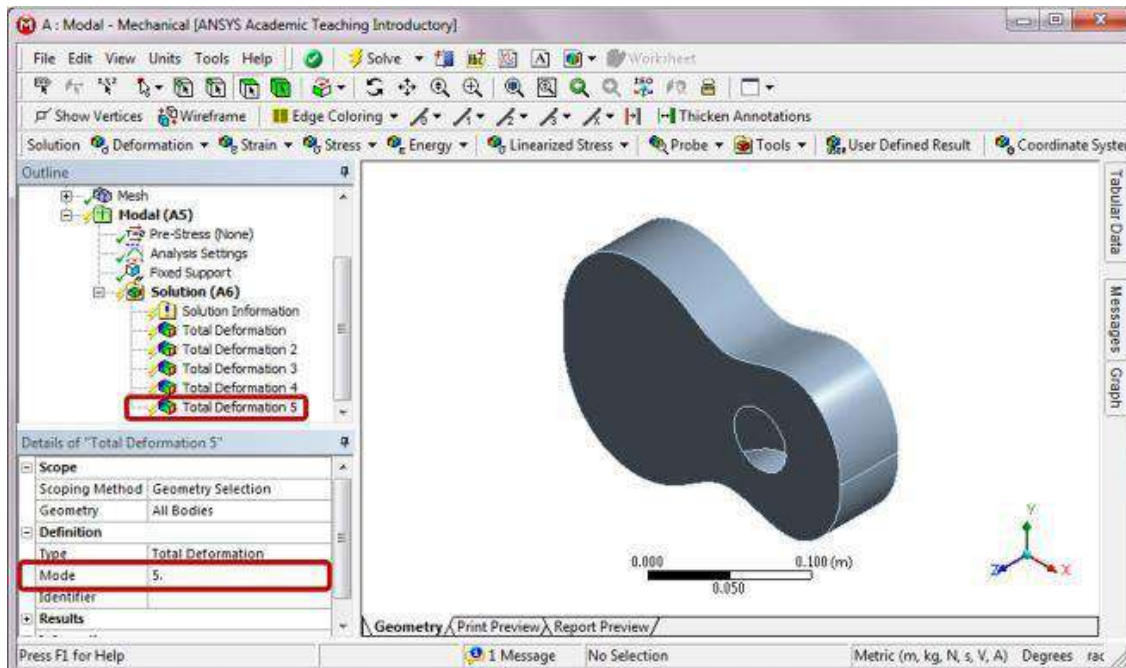 A : Modal - Mechanical [ANSYS Academic Teaching Introductory]
File Edit View Units Tools Help Solve Worksheet
Show Vertices Wireframe Edge Coloring Thicken Annotations
Solution Deformation Strain Stress Energy Linearized Stress Probe Tools User Defined Result Coordinate Syste
Outline
Mesh
Modal (A5)
Pre-Stress (None)
Analysis Settings
Fixed Support
Solution (A6)
Solution Information
Total Deformation
Total Deformation 2
Total Deformation 3
Total Deformation 4
Total Deformation 5
Details of "Total Deformation 5"
Scope
Scoping Method Geometry Selection
Geometry All Bodies
Definition
Type Total Deformation
Mode 5.
Identifier
Results
0.000 0.100 (m)
0.050
Y
Z X
Geometry Print Preview Report Preview
Tabular Data
Messages
Graph
Press F1 for Help 1 Message No Selection Metric (m, kg, N, s, V, A) Degrees rac